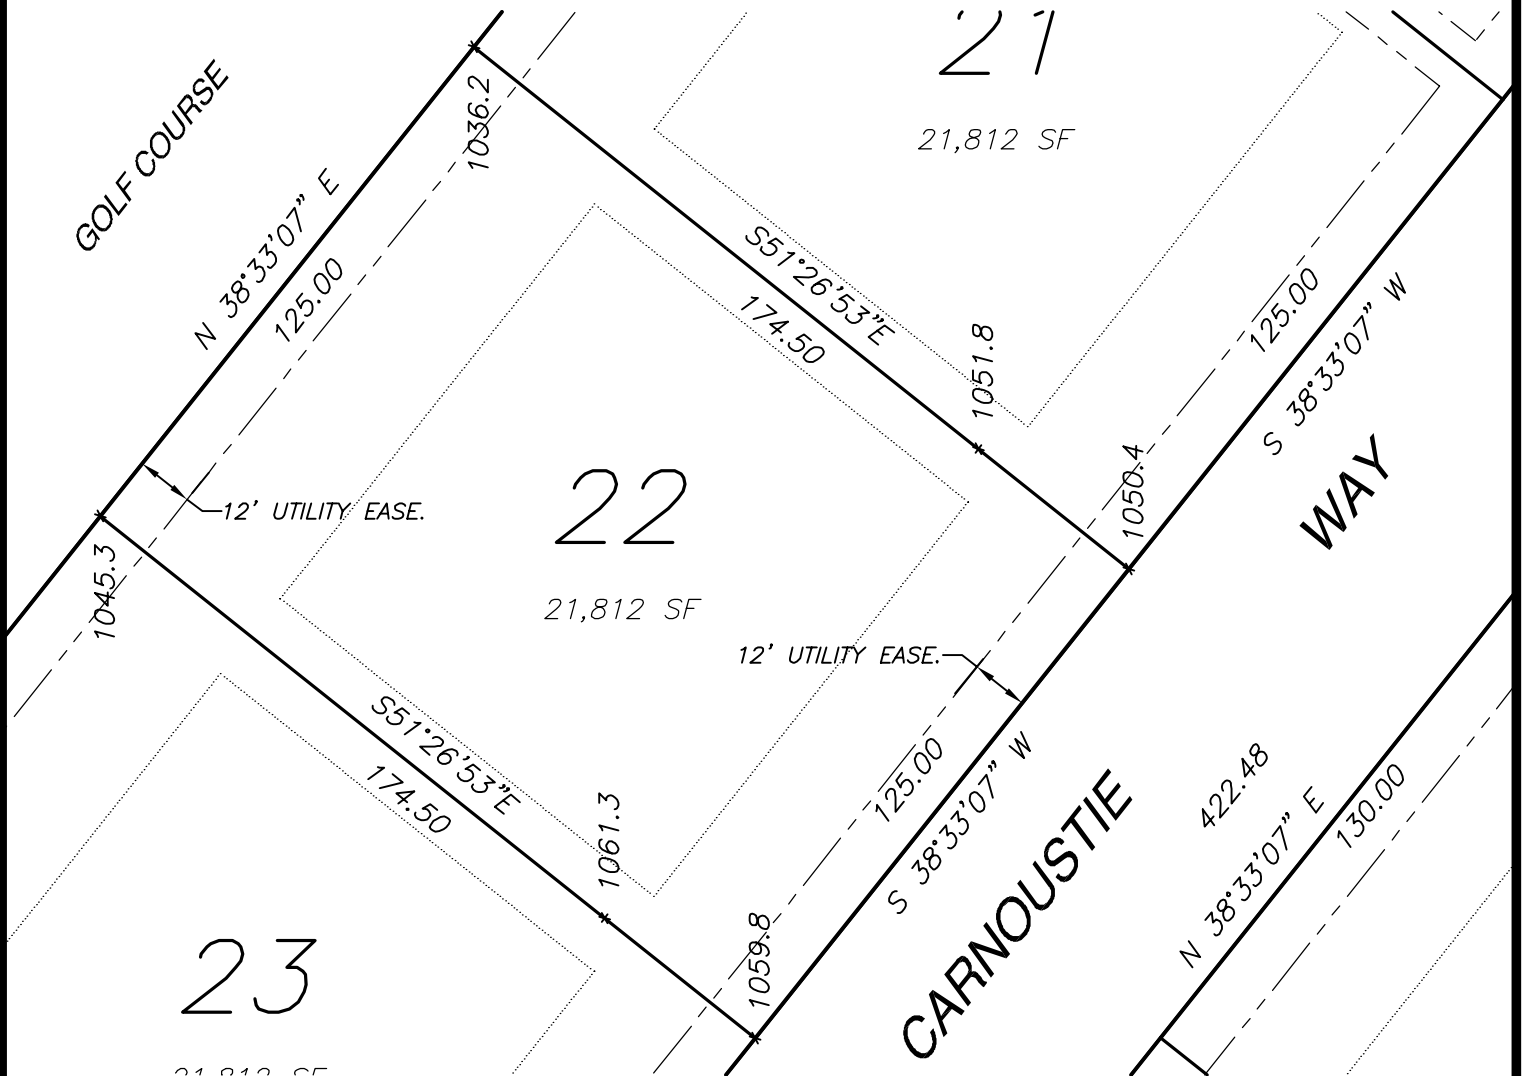 21
21,812 SF
GOLF COURSE
1036.2
N 38°33'07" E
125.00
S51°26'53"E
174.50
1051.8
125.00
S 38°33'07" W
1050.4
22
21,812 SF
12' UTILITY EASE.
12' UTILITY EASE.
1045.3
S51°26'53"E
174.50
1061.3
1059.8
125.00
S 38°33'07" W
CARNOUSTIE WAY
422.48
N 38°33'07" E
130.00
23
21,812 SF